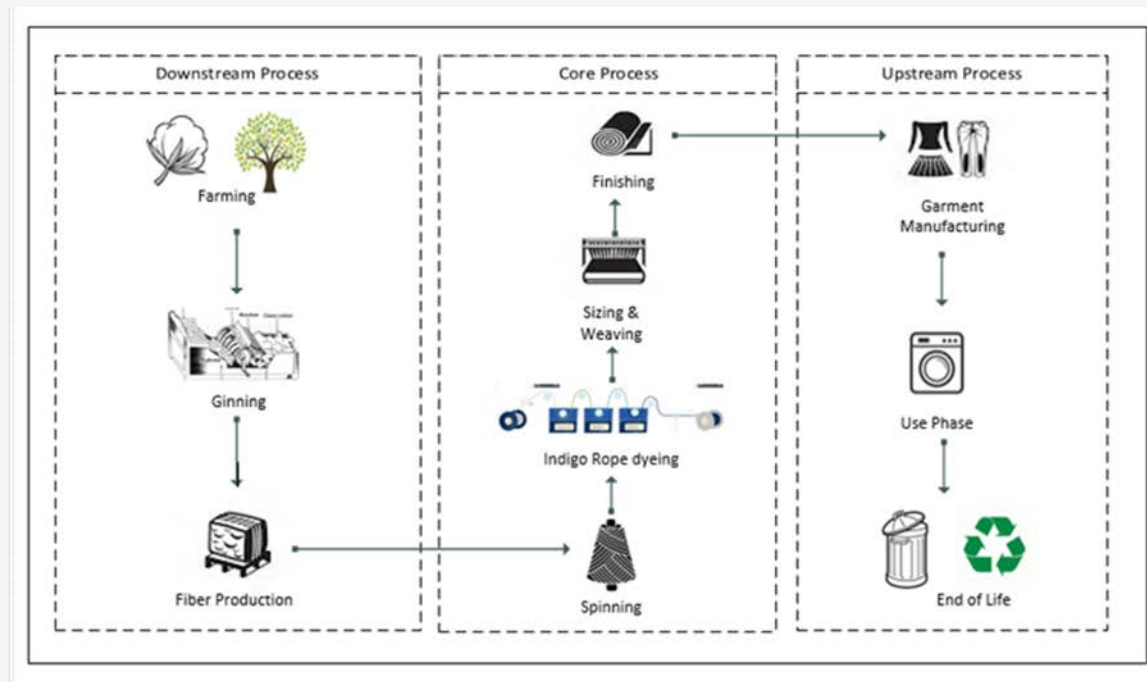 Downstream Process
Farming
Ginning
Fiber Production
Core Process
Finishing
Sizing &
Weaving
Indigo Rope dyeing
Spinning
Upstream Process
Garment
Manufacturing
Use Phase
End of Life